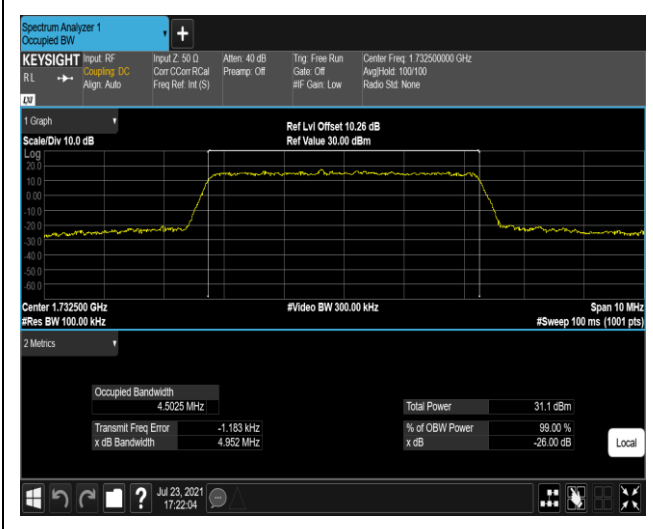 Spectrum Analyzer 1
Occupied BW
+
KEYSIGHT Input: RF Input Z: 50 Ω Atten: 40 dB Trig: Free Run Center Freq: 1.732500000 GHz
RL Coupling: DC Corr CCorr RCal Preamp: Off Gate: Off Avg|Hold: 100/100
Align: Auto Freq Ref: Int (S) #IF Gain: Low Radio Std: None
LXI
1 Graph
Ref Lvl Offset 10.26 dB
Scale/Div 10.0 dB Ref Value 30.00 dBm
Log
20.0
10.0
0.00
-10.0
-20.0
-30.0
-40.0
-50.0
-60.0
Center 1.732500 GHz #Video BW 300.00 kHz Span 10 MHz
#Res BW 100.00 kHz #Sweep 100 ms (1001 pts)
2 Metrics
Occupied Bandwidth
4.5025 MHz Total Power 31.1 dBm
Transmit Freq Error -1.183 kHz % of OBW Power 99.00 %
x dB Bandwidth 4.952 MHz x dB -26.00 dB
Local
? Jul 23, 2021
17:22:04